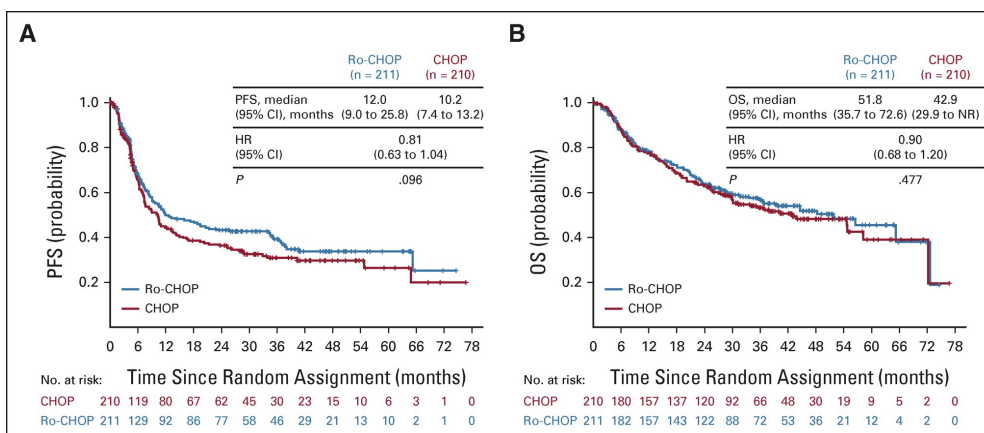 A
Ro-CHOP CHOP
(n = 211) (n = 210)
PFS, median 12.0 10.2
(95% CI), months (9.0 to 25.8) (7.4 to 13.2)
HR 0.81
(95% CI) (0.63 to 1.04)
P .096
PFS (probability)
1.0
0.8
0.6
0.4
0.2
Ro-CHOP
CHOP
0 6 12 18 24 30 36 42 48 54 60 66 72 78
No. at risk: Time Since Random Assignment (months)
CHOP 210 119 80 67 62 45 30 23 15 10 6 3 1 0
Ro-CHOP 211 129 92 86 77 58 46 29 21 13 10 2 1 0
B
Ro-CHOP CHOP
(n = 211) (n = 210)
OS, median 51.8 42.9
(95% CI), months (35.7 to 72.6) (29.9 to NR)
HR 0.90
(95% CI) (0.68 to 1.20)
P .477
OS (probability)
1.0
0.8
0.6
0.4
0.2
Ro-CHOP
CHOP
0 6 12 18 24 30 36 42 48 54 60 66 72 78
No. at risk: Time Since Random Assignment (months)
CHOP 210 180 157 137 120 92 66 48 30 19 9 5 2 0
Ro-CHOP 211 182 157 143 122 88 72 53 36 21 12 4 2 0